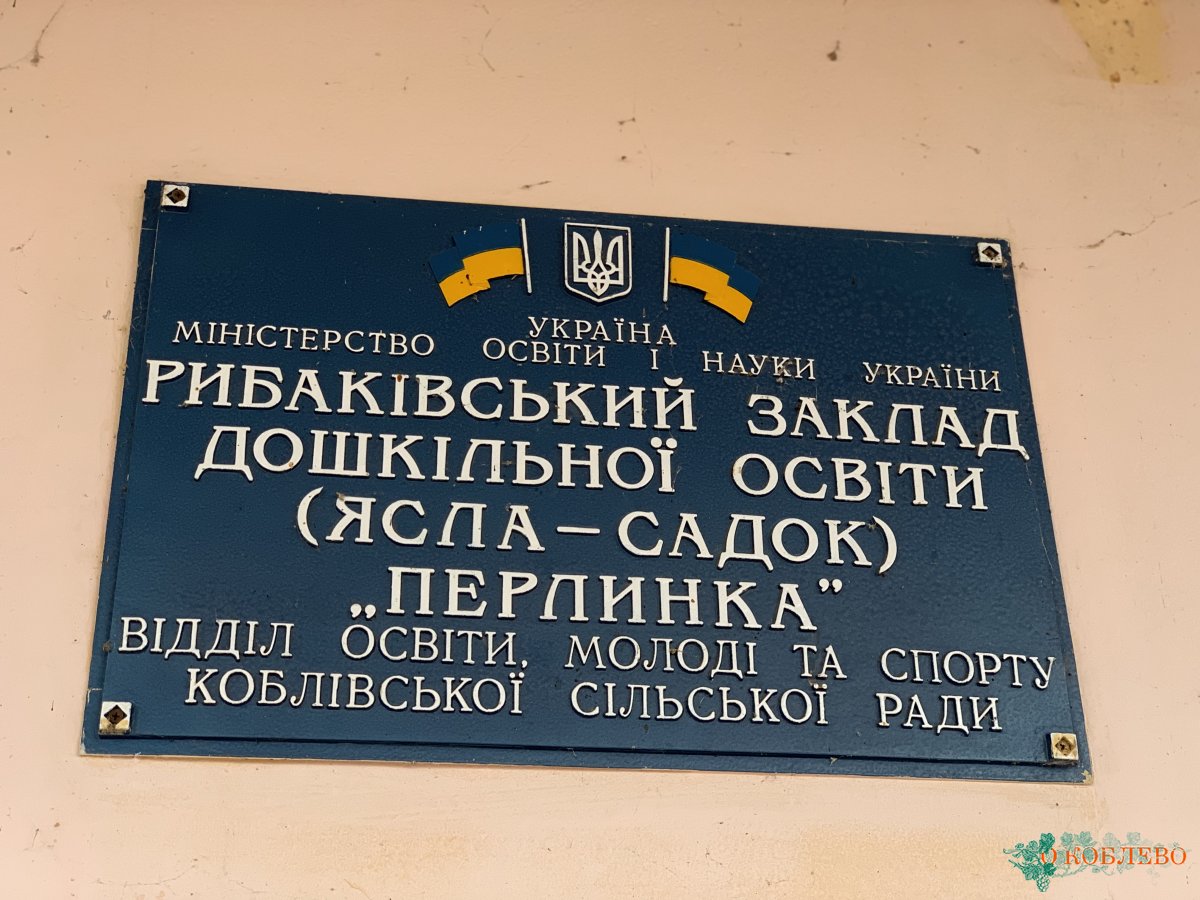 УКРАЇНА
МІНІСТЕРСТВО ОСВІТИ І НАУКИ УКРАЇНИ
РИБАКІВСЬКИЙ ЗАКЛАД
ДОШКІЛЬНОЇ ОСВІТИ
(ЯСЛА – САДОК)
„ПЕРЛИНКА”
ВІДДІЛ ОСВІТИ, МОЛОДІ ТА СПОРТУ
КОБЛІВСЬКОЇ СІЛЬСЬКОЇ РАДИ
О КОБЛЕВО